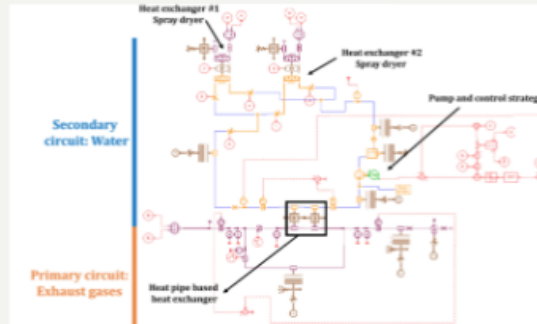 Heat exchanger #1
Spray dryer
Heat exchanger #2
Spray dryer
Pump and control strateg
Secondary
circuit: Water
Primary circuit:
Exhaust gases
Heat pipe based
heat exchanger